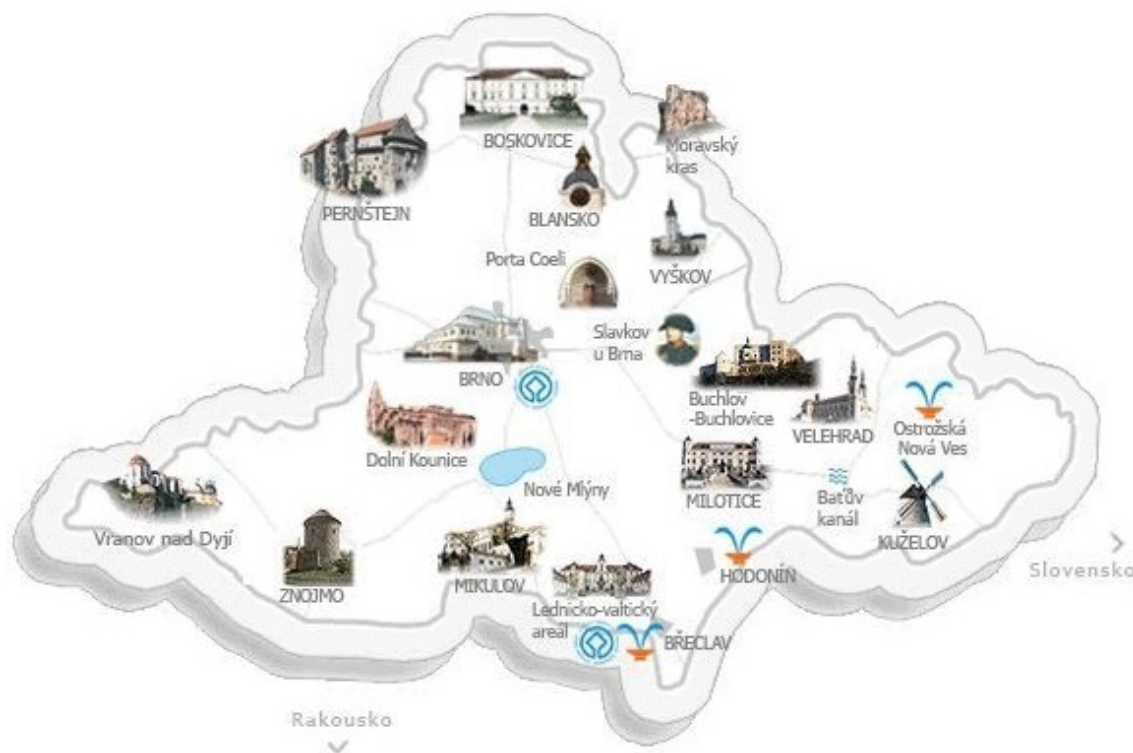 BOSKOVICE
Moravský
kras
PERNŠTEJN
BLANSKO
Porta Coeli
VYŠKOV
Slavkov
u Brna
BRNO
Buchlov
-Buchlovice
VELEHRAD
Ostrožská
Nová Ves
Dolní Kounice
Nové Mlýny
MILOTICE
Baťův
kanál
KUŽELOV
Vranov nad Dyjí
ZNOJMO
MIKULOV
HODONÍN
Slovensko
Lednicko-valtický
areál
BŘECLAV
Rakousko